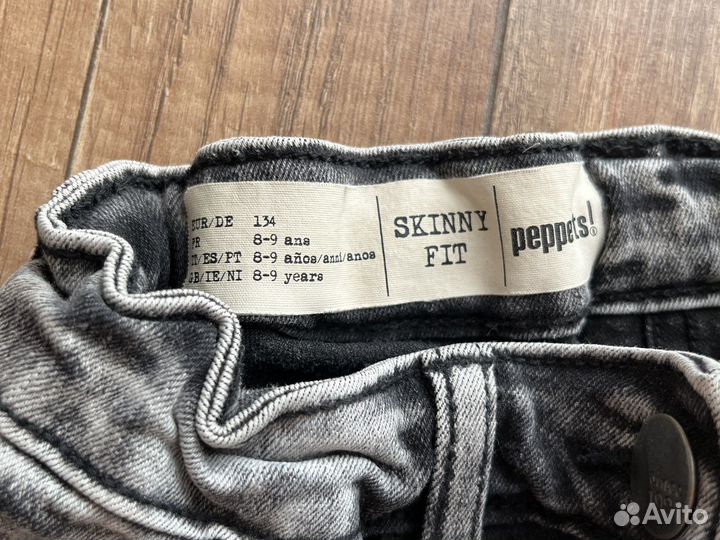 EUR/DE 134
FR 8-9 ans
IT/ES/PT 8-9 años/anni/anos
GB/IE/NI 8-9 years
SKINNY
FIT
peppets!®
Avito